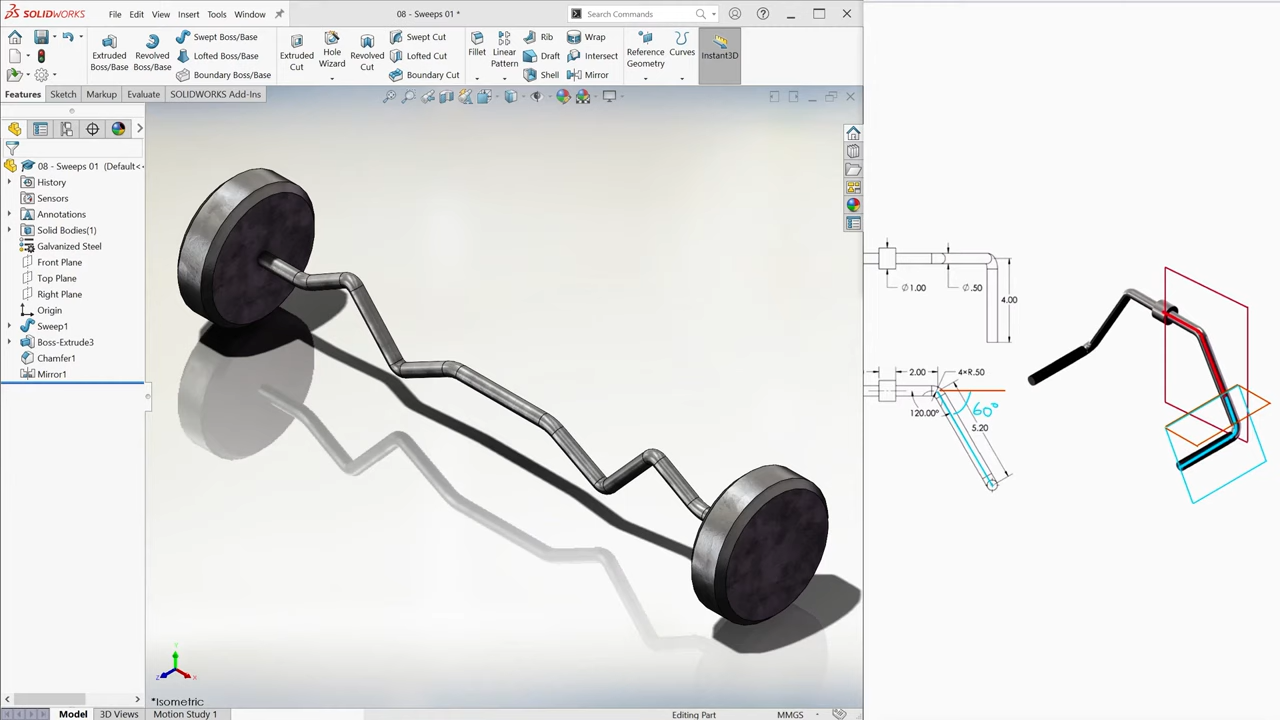 SOLIDWORKS File Edit View Insert Tools Window 08 - Sweeps 01 * Search Commands
Extruded Boss/Base
Revolved Boss/Base
Swept Boss/Base
Lofted Boss/Base
Boundary Boss/Base
Extruded Cut
Hole Wizard
Revolved Cut
Swept Cut
Lofted Cut
Boundary Cut
Fillet
Linear Pattern
Rib
Draft
Shell
Wrap
Intersect
Mirror
Reference Geometry
Curves
Instant3D
Features Sketch Markup Evaluate SOLIDWORKS Add-Ins
08 - Sweeps 01 (Default<
History
Sensors
Annotations
Solid Bodies(1)
Galvanized Steel
Front Plane
Top Plane
Right Plane
Origin
Sweep1
Boss-Extrude3
Chamfer1
Mirror1
Ø1.00
Ø.50
4.00
2.00
4×R.50
120.00°
60°
5.20
Y
Z
X
*Isometric
Model 3D Views Motion Study 1 Editing Part MMGS